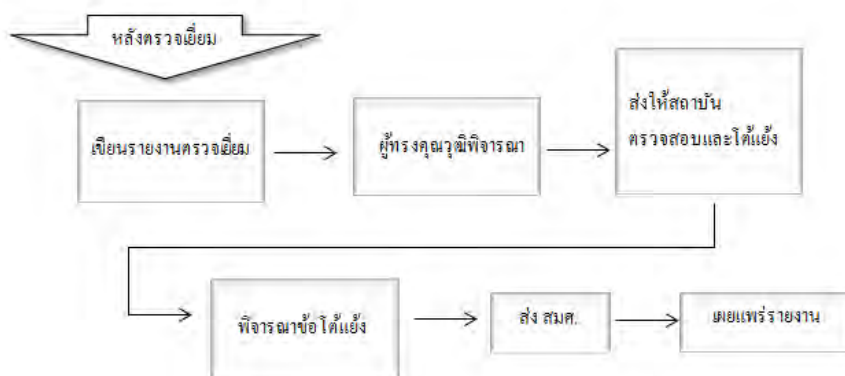 หลังตรวจเยี่ยม
เขียนรายงานตรวจเยี่ยม
ผู้ทรงคุณวุฒิพิจารณา
ส่งให้สถาบัน
ตรวจสอบและโต้แย้ง
พิจารณาข้อโต้แย้ง
ส่ง สมศ.
เผยแพร่รายงาน